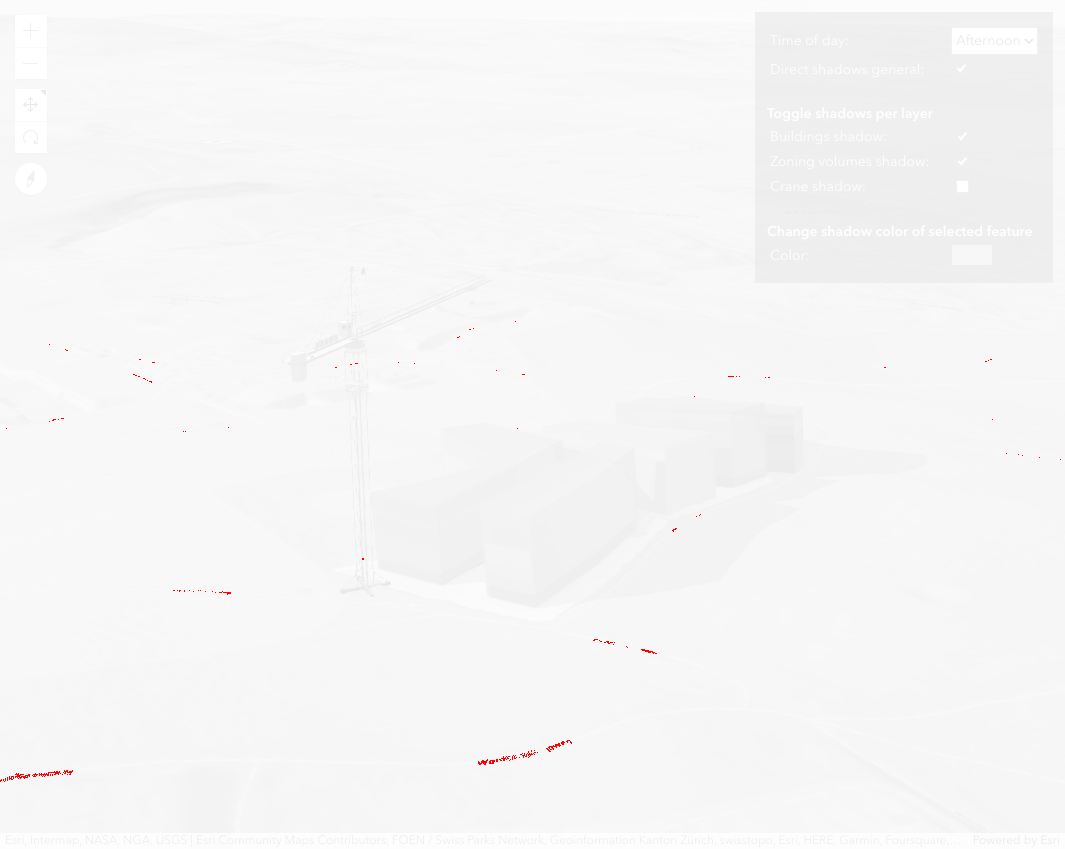 Time of day:
Afternoon
Direct shadows general:
Toggle shadows per layer
Buildings shadow:
Zoning volumes shadow:
Crane shadow:
Change shadow color of selected feature
Color:
Esri, Intermap, NASA, NGA, USGS | Esri Community Maps Contributors, FOEN / Swiss Parks Network, Geoinformation Kanton Zürich, swisstopo, Esri, HERE, Garmin, Foursquare,... Powered by Esri